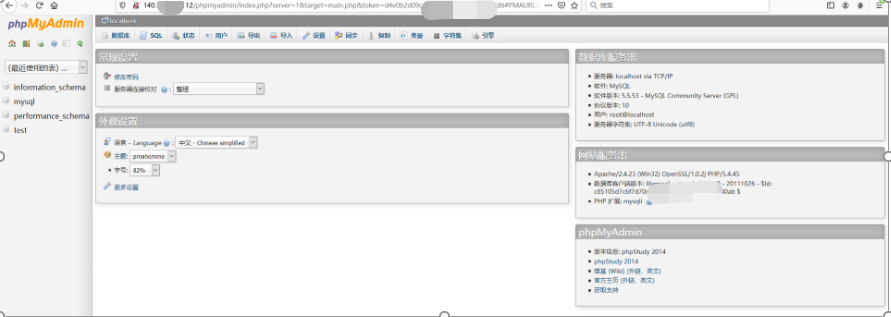 140.
12/phpmyadmin/index.php?server=1&target=main.php&token=d4e0b2d09c
d6#PMAURL:
搜索
phpMyAdmin
(最近使用的表) ...
information_schema
mysql
performance_schema
test
localhost
数据库 SQL 状态 用户 导出 导入 设置 同步 复制 变量 字符集 引擎
常规设置
修改密码
服务器连接校对 : 整理
外观设置
语言 - Language : 中文 - Chinese simplified
主题: pmahomme
字号: 82%
更多设置
数据库服务器
服务器: localhost via TCP/IP
软件: MySQL
软件版本: 5.5.53 - MySQL Community Server (GPL)
协议版本: 10
用户: root@localhost
服务器字符集: UTF-8 Unicode (utf8)
网站服务器
Apache/2.4.23 (Win32) OpenSSL/1.0.2j PHP/5.4.45
数据库客户端版本: - 20111026 - $Id:
c85105d7c6f7d70d 40ab $
PHP 扩展: mysqli
phpMyAdmin
版本信息: phpStudy 2014
phpStudy 2014
维基 (Wiki) (外链，英文)
官方主页 (外链，英文)
获取支持